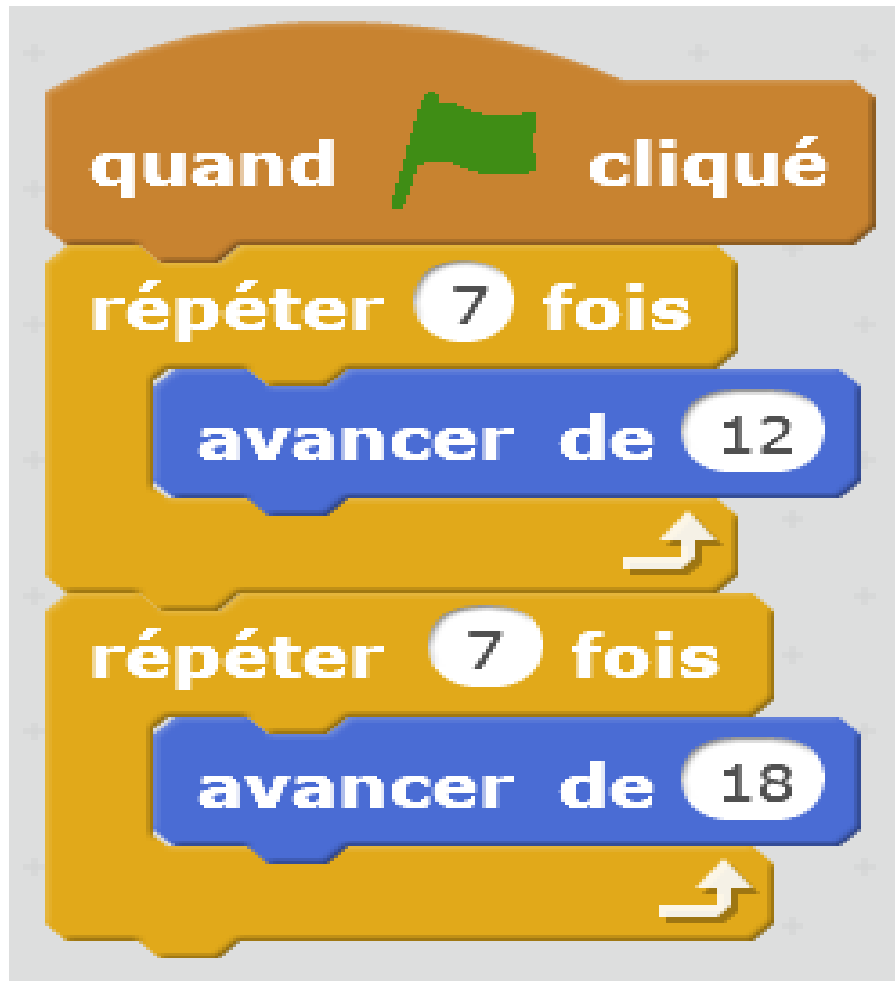 quand cliqué
répéter 7 fois
avancer de 12
répéter 7 fois
avancer de 18